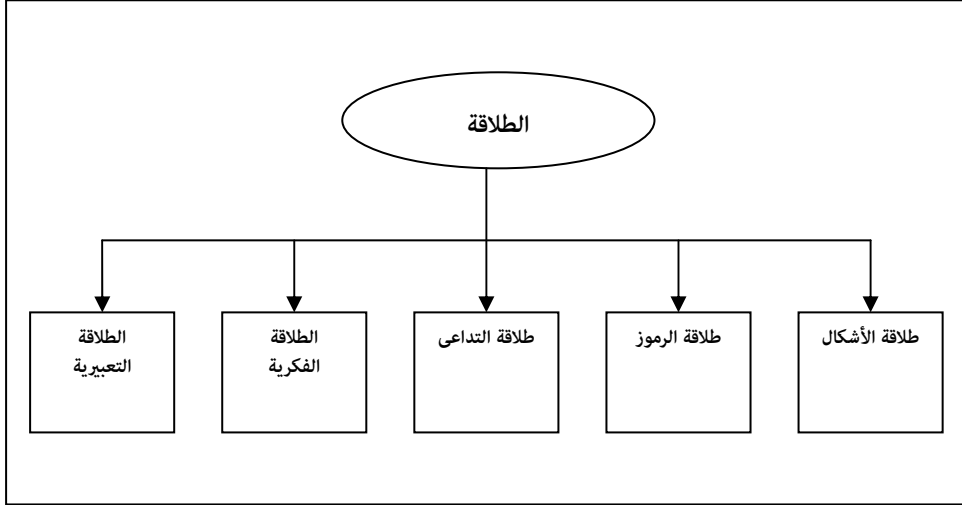 الطلاقة
طلاقة الأشكال
طلاقة الرموز
طلاقة التداعى
الطلاقة
الفكرية
الطلاقة
التعبيرية